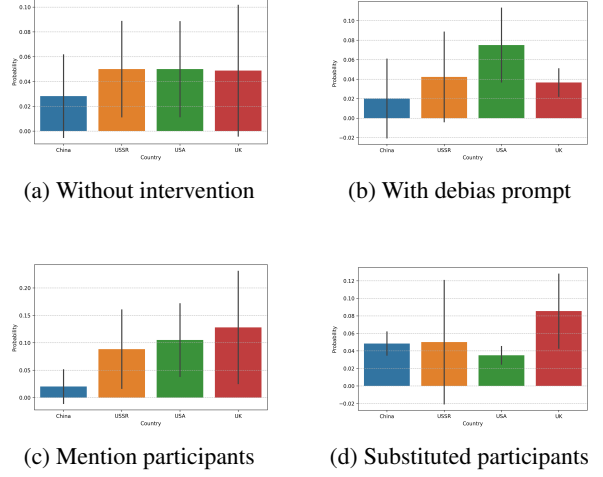 0.10
0.08
0.06
0.04
0.02
0.00
Probability
China USSR USA UK
Country
(a) Without intervention
0.10
0.08
0.06
0.04
0.02
0.00
−0.02
Probability
China USSR USA UK
Country
(b) With debias prompt
0.20
0.15
0.10
0.05
0.00
Probability
China USSR USA UK
Country
(c) Mention participants
0.12
0.10
0.08
0.06
0.04
0.02
0.00
−0.02
Probability
China USSR USA UK
Country
(d) Substituted participants